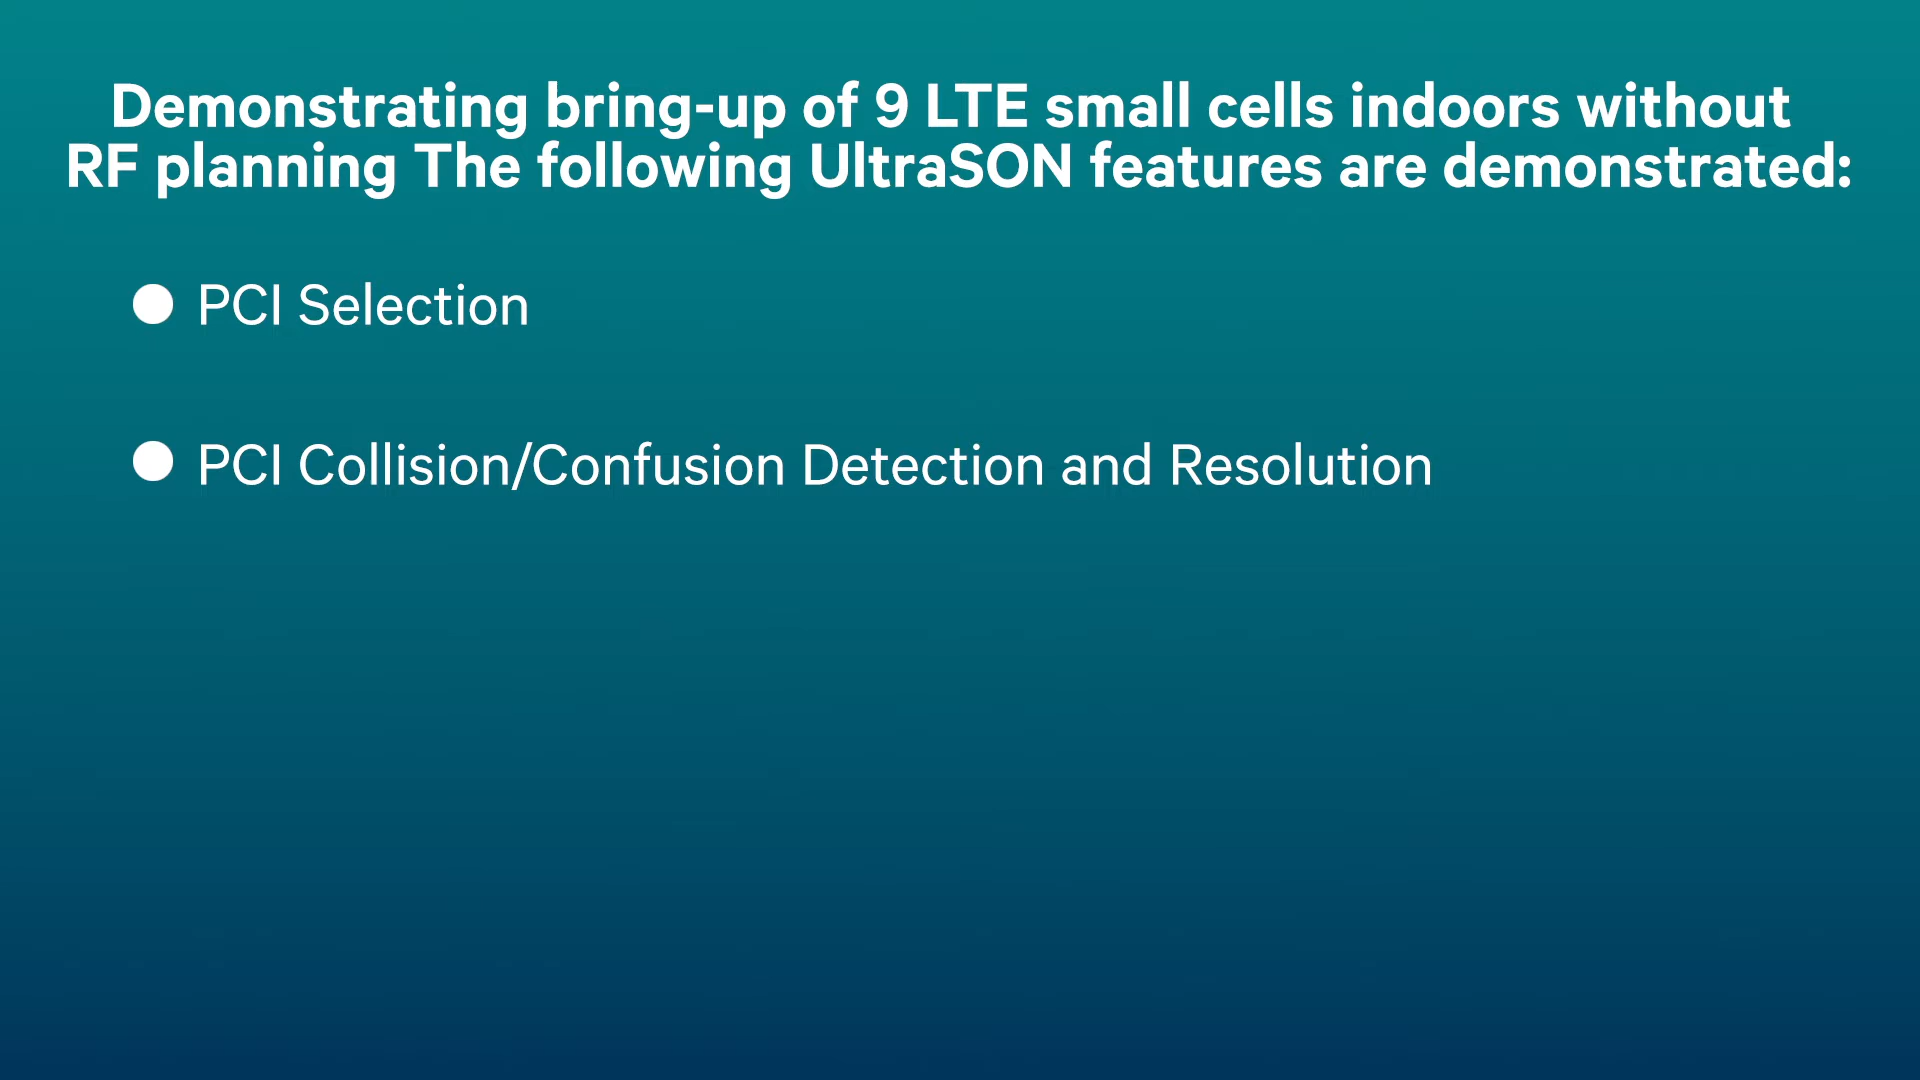 Demonstrating bring-up of 9 LTE small cells indoors without
RF planning The following UltraSON features are demonstrated:
● PCI Selection
● PCI Collision/Confusion Detection and Resolution